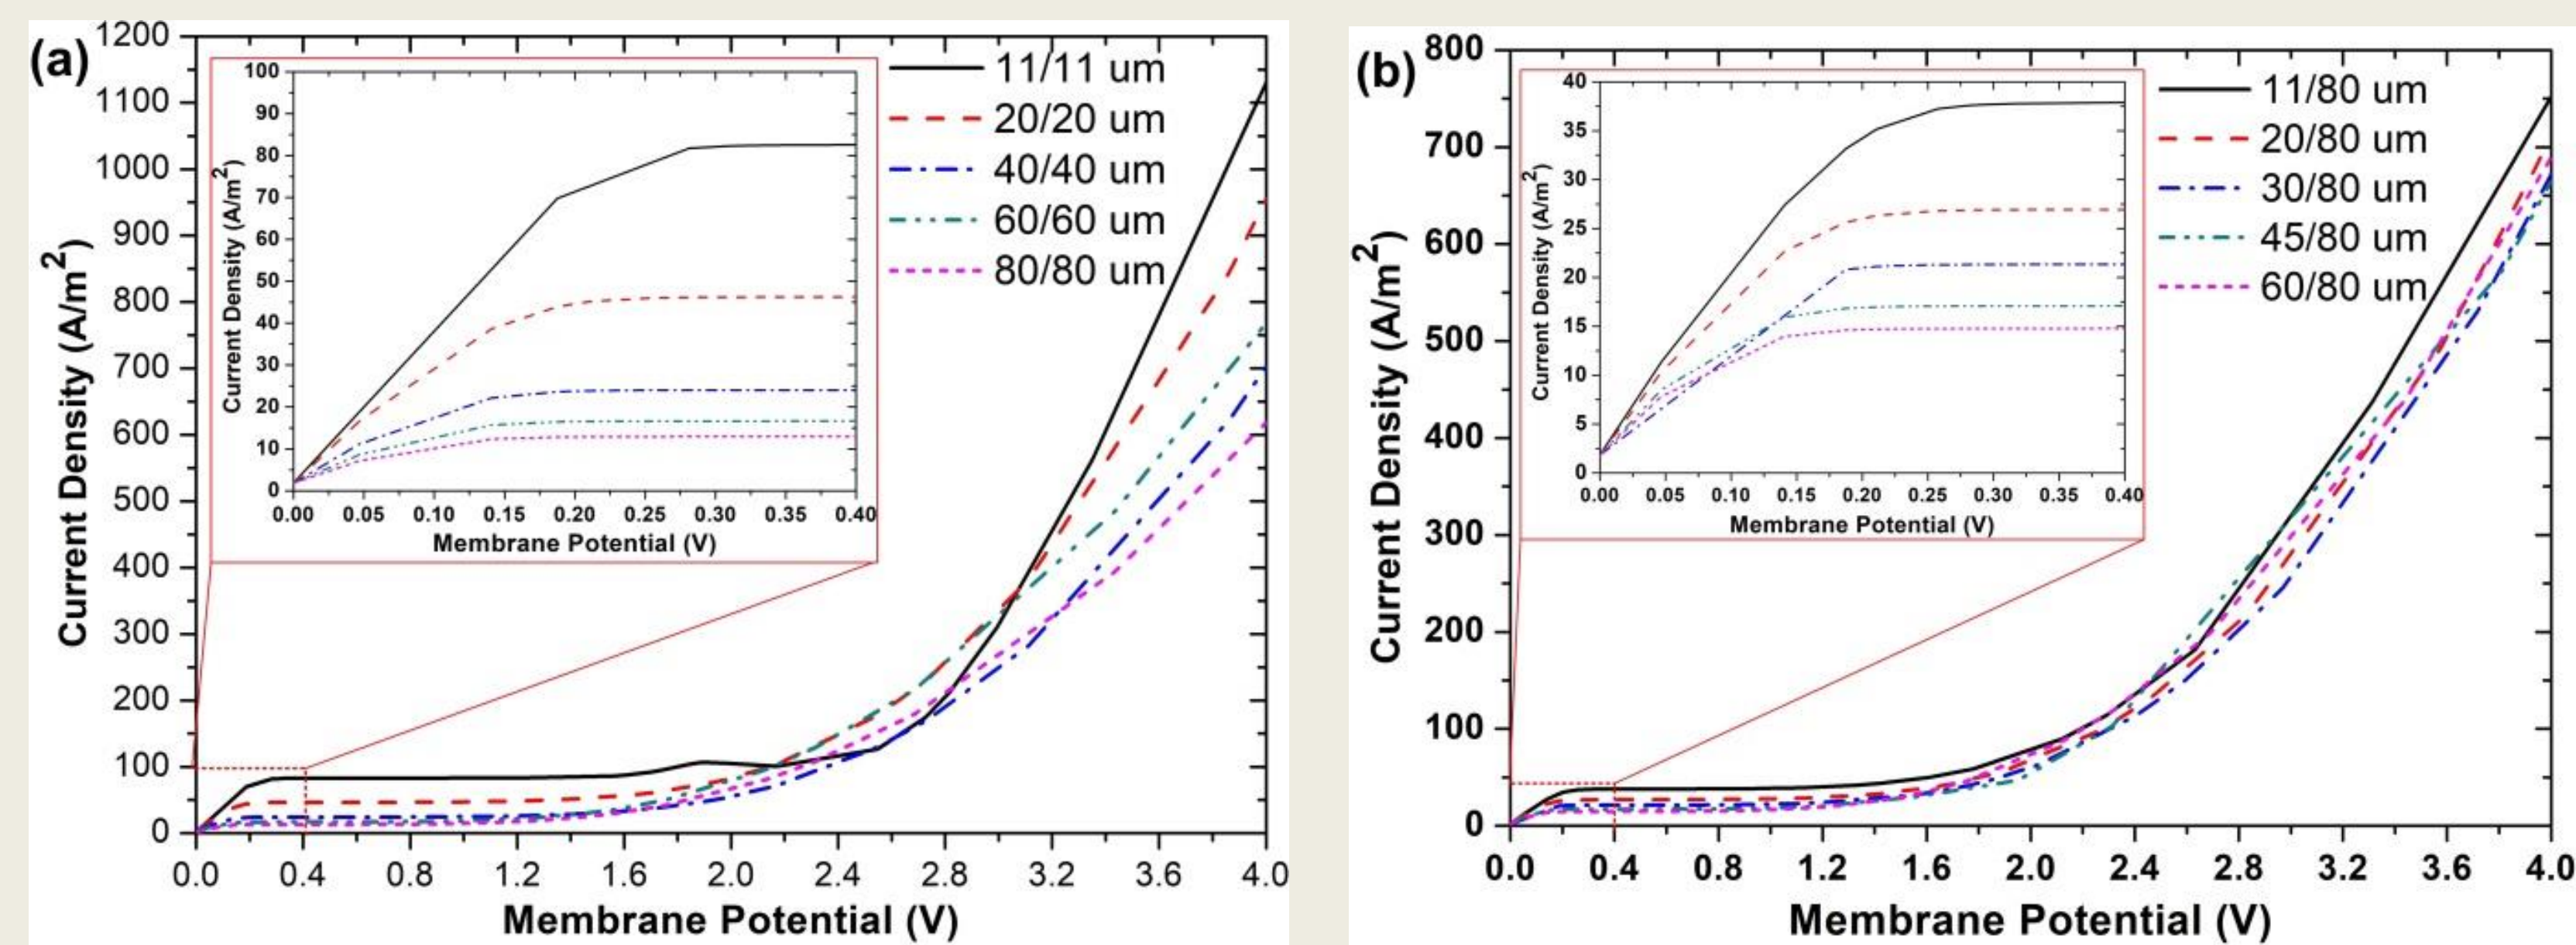 (a)
Current Density (A/m2)
1200
1100
1000
900
800
700
600
500
400
300
200
100
0
0.0 0.4 0.8 1.2 1.6 2.0 2.4 2.8 3.2 3.6 4.0
Membrane Potential (V)
11/11 um
20/20 um
40/40 um
60/60 um
80/80 um
Current Density (A/m2)
100
90
80
70
60
50
40
30
20
10
0
0.00 0.05 0.10 0.15 0.20 0.25 0.30 0.35 0.40
Membrane Potential (V)
(b)
Current Density (A/m2)
800
700
600
500
400
300
200
100
0
0.0 0.4 0.8 1.2 1.6 2.0 2.4 2.8 3.2 3.6 4.0
Membrane Potential (V)
11/80 um
20/80 um
30/80 um
45/80 um
60/80 um
Current Density (A/m2)
40
35
30
25
20
15
10
5
0
0.00 0.05 0.10 0.15 0.20 0.25 0.30 0.35 0.40
Membrane Potential (V)